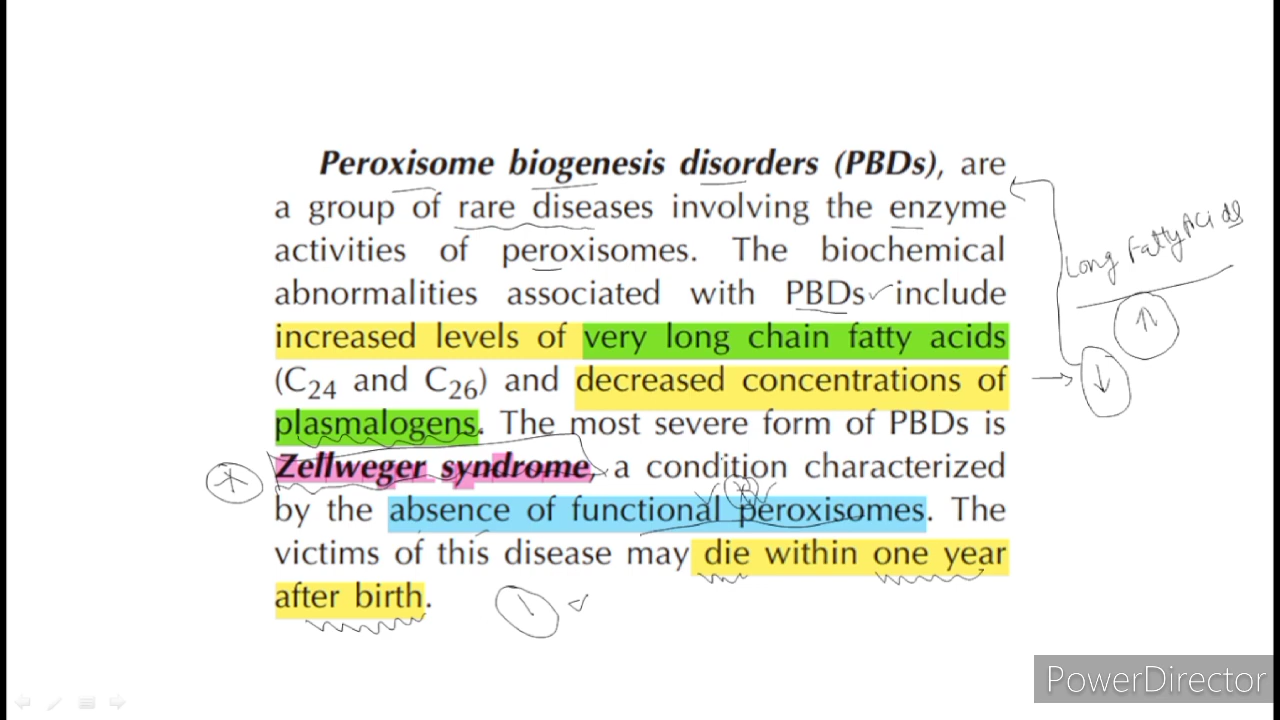 Peroxisome biogenesis disorders (PBDs), are
a group of rare diseases involving the enzyme
activities of peroxisomes. The biochemical
abnormalities associated with PBDs include
increased levels of very long chain fatty acids
(C24 and C26) and decreased concentrations of
plasmalogens. The most severe form of PBDs is
Zellweger syndrome, a condition characterized
by the absence of functional peroxisomes. The
victims of this disease may die within one year
after birth.
Long Fatty Acids
↑
↓
PowerDirector